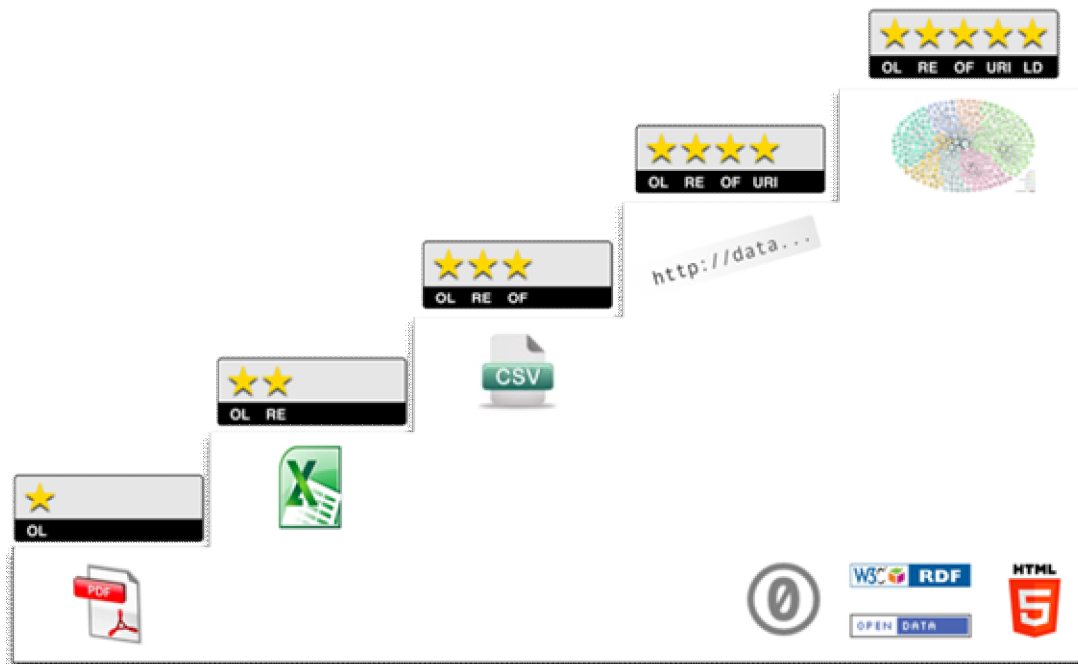 OL RE OF URI LD
OL RE OF URI
http://data...
OL RE OF
CSV
OL RE
X
OL
PDF
0
W3C RDF
OPEN DATA
HTML
5